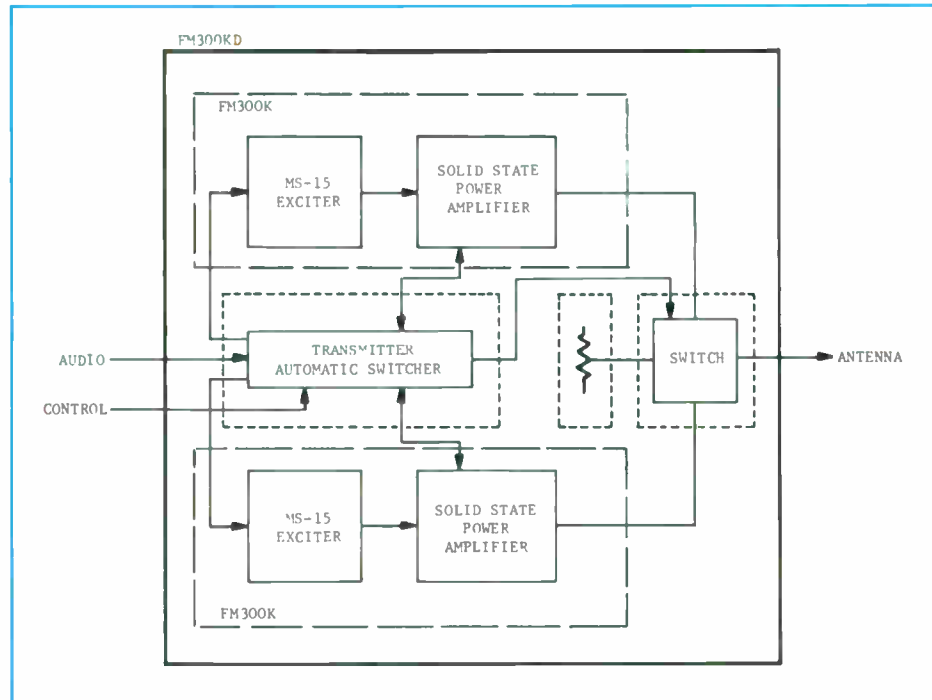 FM300KD
FM300K
MS-15
EXCITER
SOLID STATE
POWER
AMPLIFIER
AUDIO
CONTROL
TRANSMITTER
AUTOMATIC SWITCHER
SWITCH
ANTENNA
MS-15
EXCITER
SOLID STATE
POWER
AMPLIFIER
FM300K